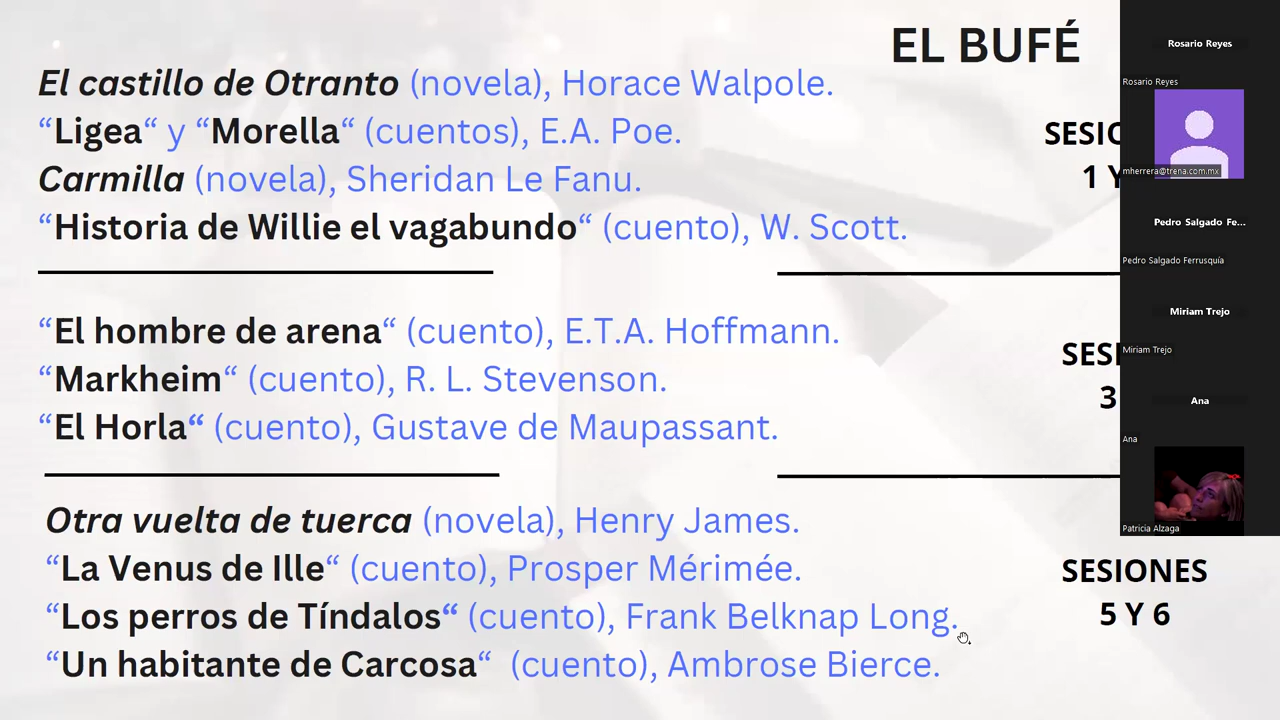 EL BUFÉ
El castillo de Otranto (novela), Horace Walpole.
“Ligea“ y “Morella“ (cuentos), E.A. Poe.
Carmilla (novela), Sheridan Le Fanu.
“Historia de Willie el vagabundo“ (cuento), W. Scott.
SESIO
1 Y
“El hombre de arena“ (cuento), E.T.A. Hoffmann.
“Markheim“ (cuento), R. L. Stevenson.
“El Horla“ (cuento), Gustave de Maupassant.
SESI
3
Otra vuelta de tuerca (novela), Henry James.
“La Venus de Ille“ (cuento), Prosper Mérimée.
“Los perros de Tíndalos“ (cuento), Frank Belknap Long.
“Un habitante de Carcosa“ (cuento), Ambrose Bierce.
SESIONES
5 Y 6
Rosario Reyes
Rosario Reyes
mherrera@trena.com.mx
Pedro Salgado Fe...
Pedro Salgado Ferrusquía
Miriam Trejo
Miriam Trejo
Ana
Ana
Patricia Alzaga